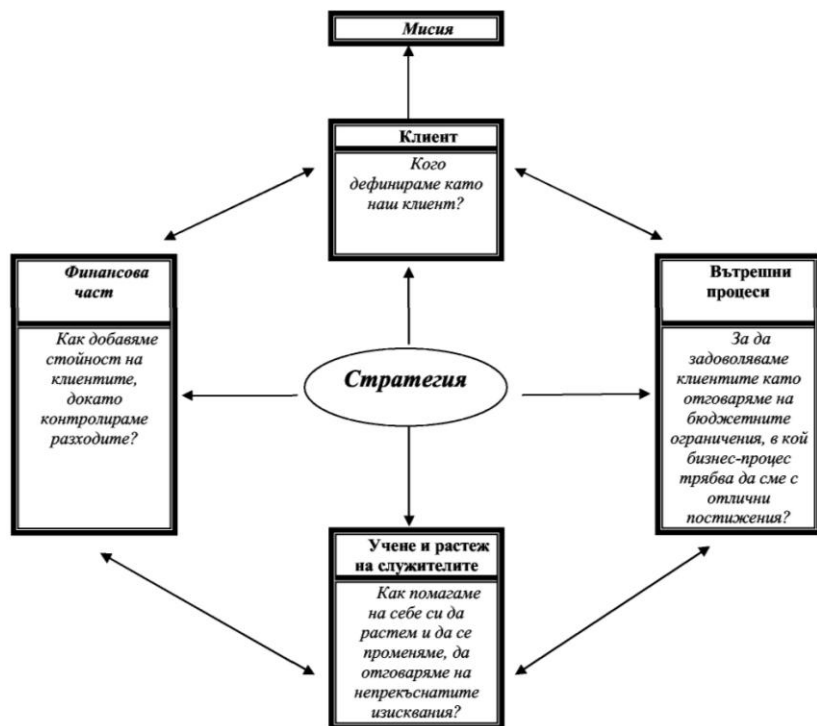 Мисия
Клиент
Кого
дефинираме като
наш клиент?
Финансова
част
Как добавяме
стойност на
клиентите,
докато
контролираме
разходите?
Стратегия
Вътрешни
процеси
За да
задоволяваме
клиентите като
отговаряме на
бюджетните
ограничения, в кой
бизнес-процес
трябва да сме с
отлични
постижения?
Учене и растеж
на служителите
Как помагаме
на себе си да
растем и да се
променяме, да
отговаряме на
непрекъснатите
изисквания?